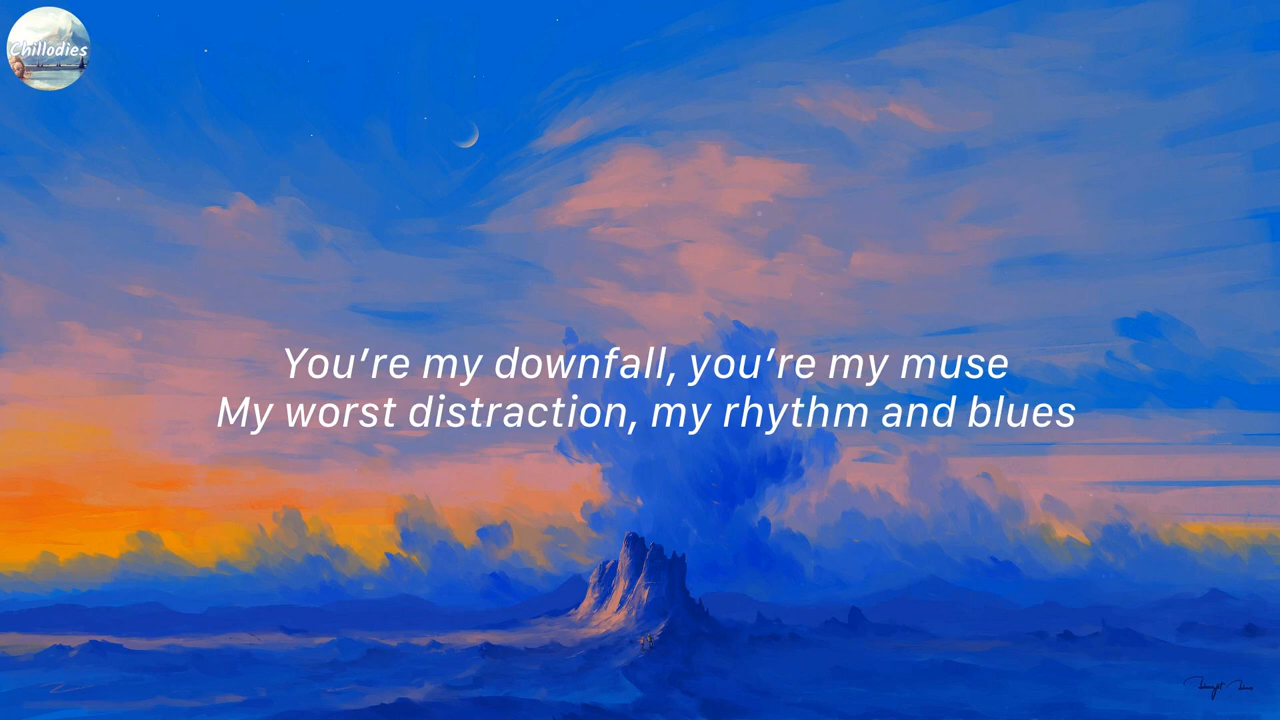 Chillodies
You’re my downfall, you’re my muse
My worst distraction, my rhythm and blues